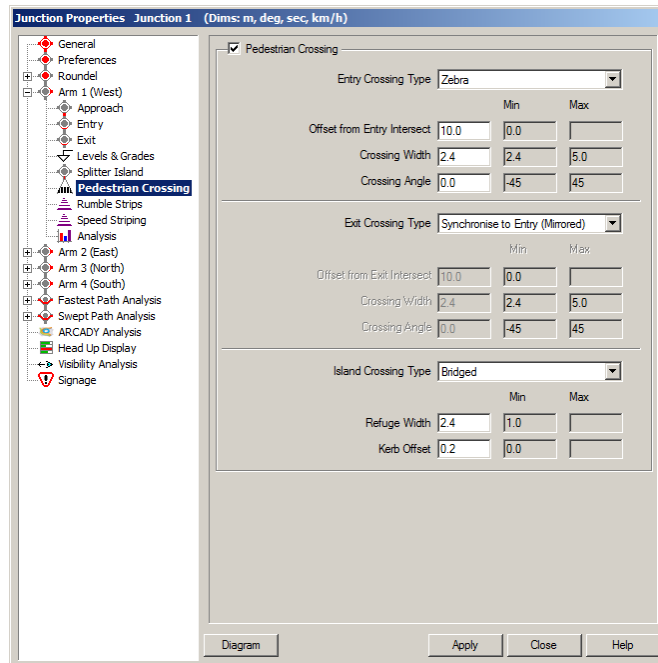 Junction Properties Junction 1 (Dims: m, deg, sec, km/h)
General
Preferences
Roundel
Arm 1 (West)
Approach
Entry
Exit
Levels & Grades
Splitter Island
Pedestrian Crossing
Rumble Strips
Speed Striping
Analysis
Arm 2 (East)
Arm 3 (North)
Arm 4 (South)
Fastest Path Analysis
Swept Path Analysis
ARCADY Analysis
Head Up Display
Visibility Analysis
Signage
Pedestrian Crossing
Entry Crossing Type Zebra
Min Max
Offset from Entry Intersect 10.0 0.0
Crossing Width 2.4 2.4 5.0
Crossing Angle 0.0 -45 45
Exit Crossing Type Synchronise to Entry (Mirrored)
Min Max
Offset from Exit Intersect 10.0 0.0
Crossing Width 2.4 2.4 5.0
Crossing Angle 0.0 -45 45
Island Crossing Type Bridged
Min Max
Refuge Width 2.4 1.0
Kerb Offset 0.2 0.0
Diagram Apply Close Help